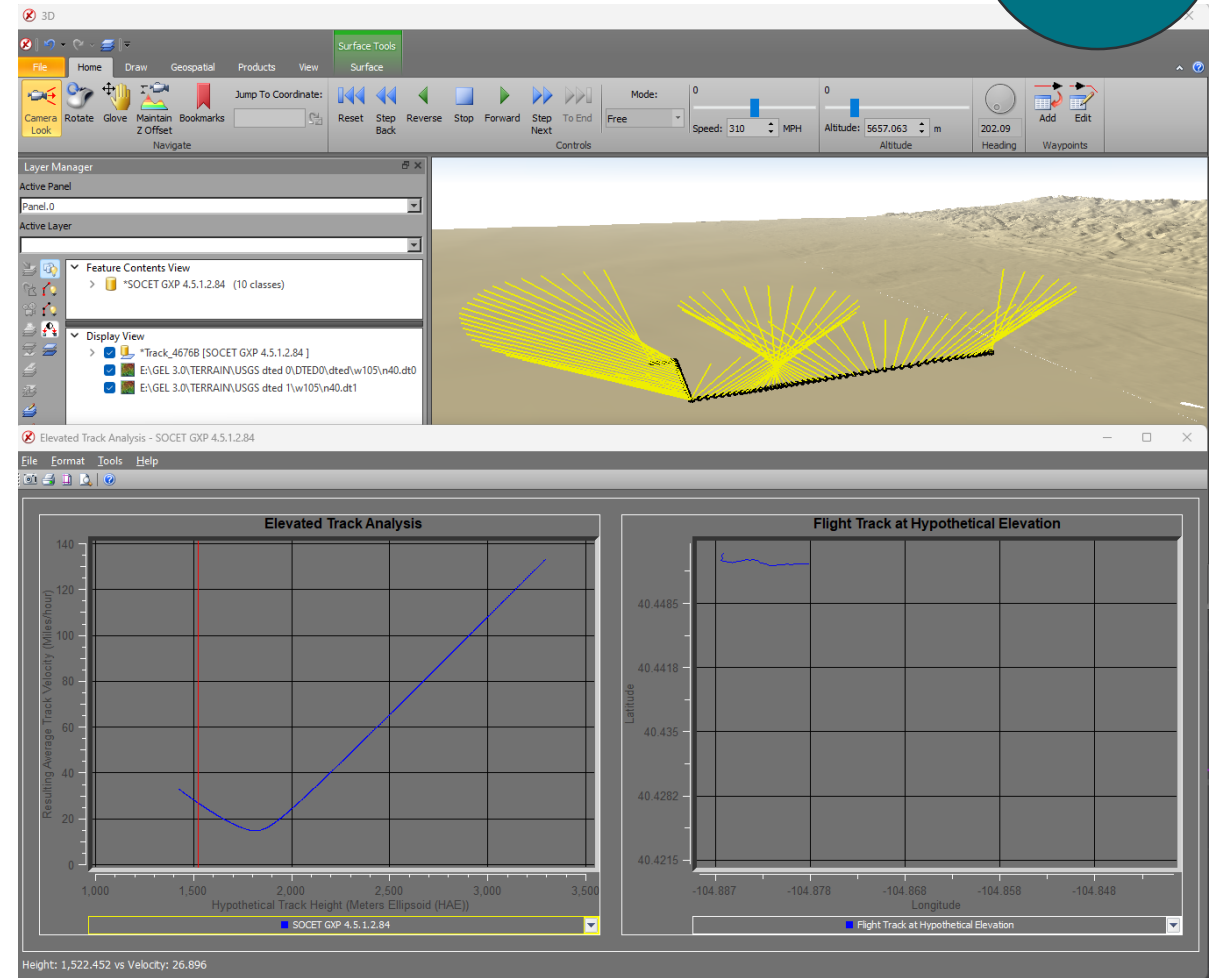 3D
Surface Tools
File Home Draw Geospatial Products View Surface
Jump To Coordinate:
Camera Look Rotate Glove Maintain Z Offset Bookmarks
Navigate
Reset Step Back Reverse Stop Forward Step Next To End
Mode:
Free
0
Speed: 310 MPH
Controls
0
Altitude: 5657.063 m
Altitude
202.09
Heading
Add Edit
Waypoints
Layer Manager
Active Panel
Panel.0
Active Layer
Feature Contents View
*SOCET GXP 4.5.1.2.84 (10 classes)
Display View
*Track_4676B [SOCET GXP 4.5.1.2.84 ]
E:\GEL 3.0\TERRAIN\USGS dted 0\DTED0\dted\w105\n40.dt0
E:\GEL 3.0\TERRAIN\USGS dted 1\w105\n40.dt1
Elevated Track Analysis - SOCET GXP 4.5.1.2.84
File Format Tools Help
Elevated Track Analysis
Resulting Average Track Velocity (Miles/hour)
140
120
100
80
60
40
20
0
1,000 1,500 2,000 2,500 3,000 3,500
Hypothetical Track Height (Meters Ellipsoid (HAE))
SOCET GXP 4.5.1.2.84
Flight Track at Hypothetical Elevation
Latitude
40.4485
40.4418
40.435
40.4282
40.4215
-104.887 -104.878 -104.868 -104.858 -104.848
Longitude
Flight Track at Hypothetical Elevation
Height: 1,522.452 vs Velocity: 26.896